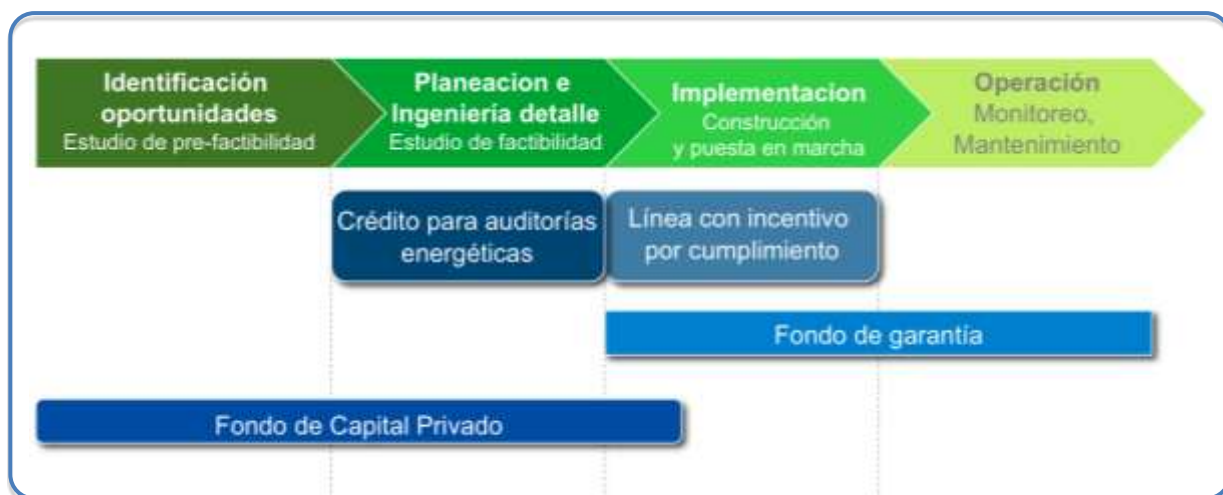 Identificación
oportunidades
Estudio de pre-factibilidad
Planeacion e
Ingeniería detalle
Estudio de factibilidad
Implementacion
Construcción
y puesta en marcha
Operación
Monitoreo,
Mantenimiento
Crédito para auditorías
energéticas
Línea con incentivo
por cumplimiento
Fondo de garantía
Fondo de Capital Privado